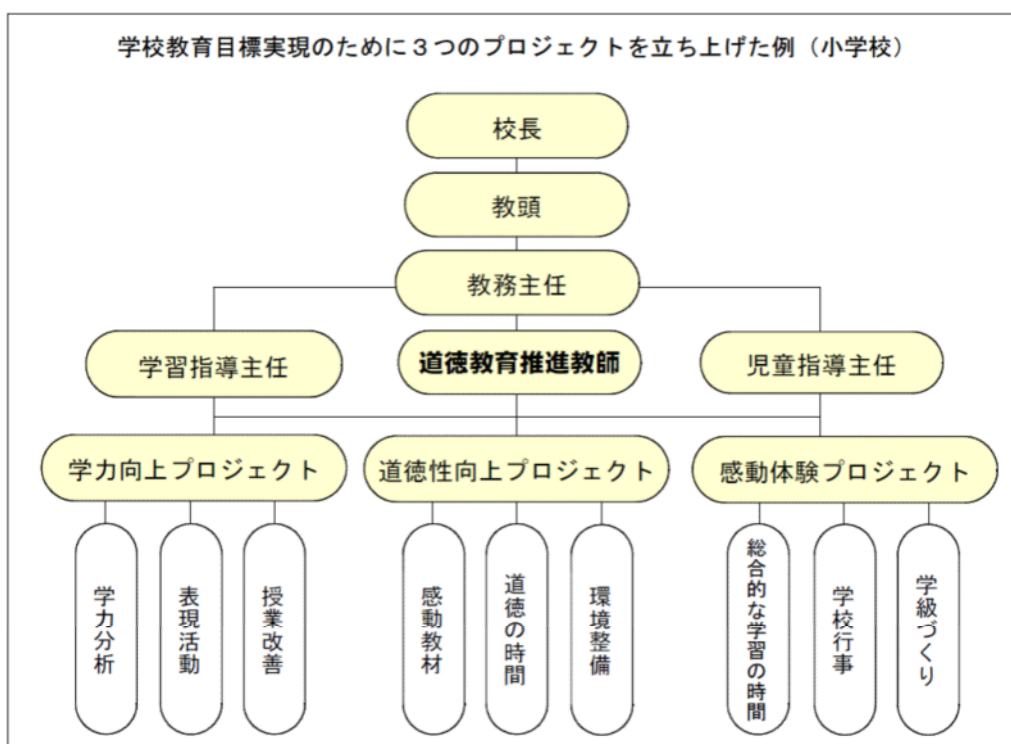 学校教育目標実現のために３つのプロジェクトを立ち上げた例（小学校）
校長
教頭
教務主任
学習指導主任
道徳教育推進教師
児童指導主任
学力向上プロジェクト
道徳性向上プロジェクト
感動体験プロジェクト
学力分析
表現活動
授業改善
感動教材
道徳の時間
環境整備
総合的な学習の時間
学校行事
学級づくり